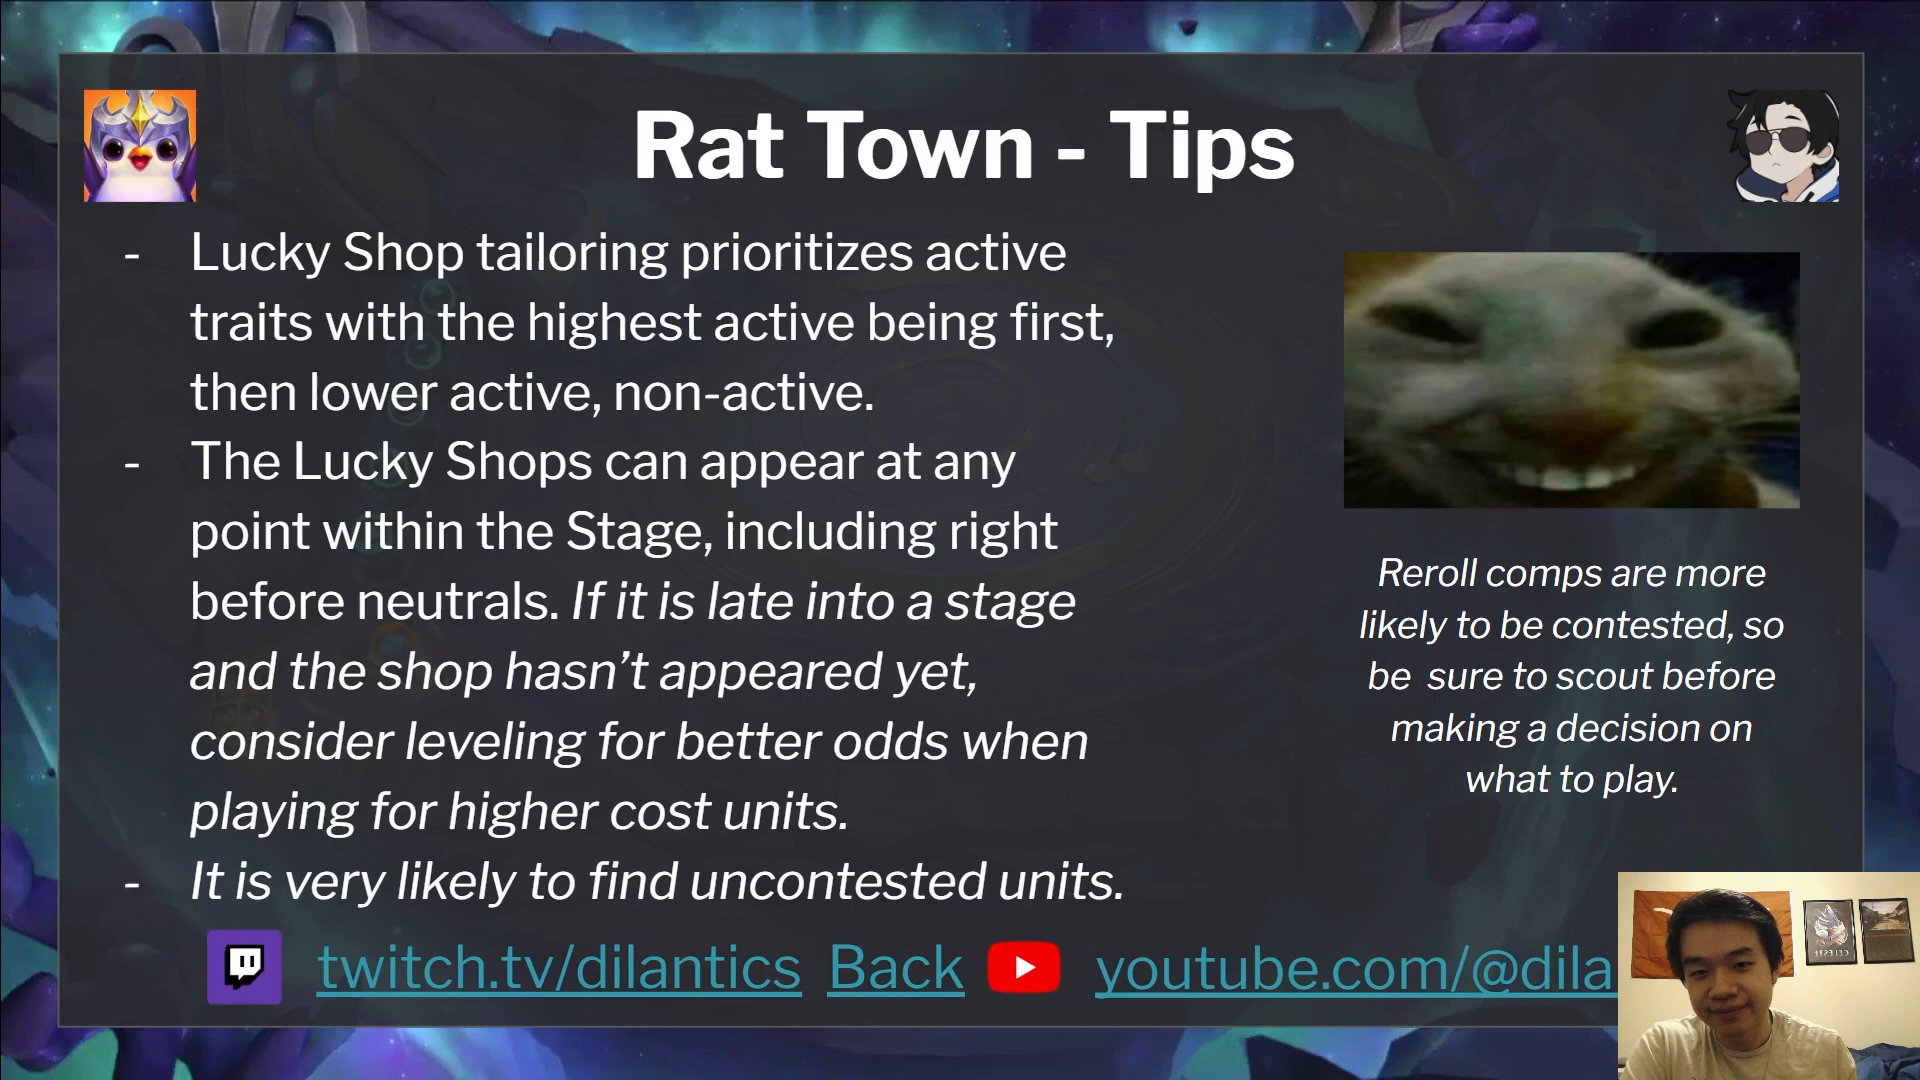 Rat Town - Tips
- Lucky Shop tailoring prioritizes active
traits with the highest active being first,
then lower active, non-active.
- The Lucky Shops can appear at any
point within the Stage, including right
before neutrals. If it is late into a stage
and the shop hasn’t appeared yet,
consider leveling for better odds when
playing for higher cost units.
- It is very likely to find uncontested units.
Reroll comps are more
likely to be contested, so
be  sure to scout before
making a decision on
what to play.
twitch.tv/dilantics Back youtube.com/@dila